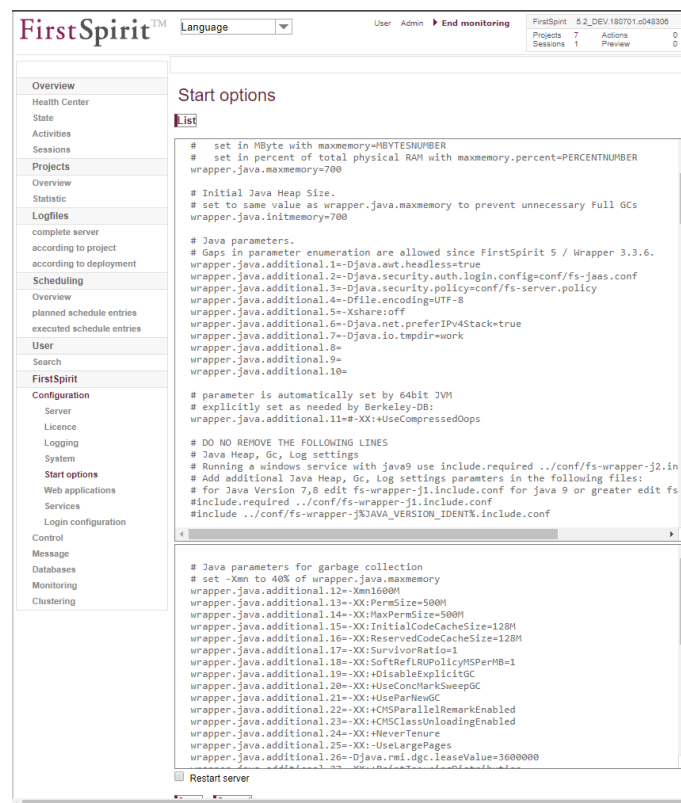 FirstSpirit™
Language
User Admin End monitoring
FirstSpirit 5.2_DEV.180701.c048306
Projects 7 Actions 0
Sessions 1 Preview 0
Overview
Health Center
State
Activities
Sessions
Projects
Overview
Statistic
Logfiles
complete server
according to project
according to deployment
Scheduling
Overview
planned schedule entries
executed schedule entries
User
Search
FirstSpirit
Configuration
Server
Licence
Logging
System
Start options
Web applications
Services
Login configuration
Control
Message
Databases
Monitoring
Clustering
Start options
List
# set in MByte with maxmemory=MBYTESNUMBER
# set in percent of total physical RAM with maxmemory.percent=PERCENTNUMBER
wrapper.java.maxmemory=700
# Initial Java Heap Size.
# set to same value as wrapper.java.maxmemory to prevent unnecessary Full GCs
wrapper.java.initmemory=700
# Java parameters.
# Gaps in parameter enumeration are allowed since FirstSpirit 5 / Wrapper 3.3.6.
wrapper.java.additional.1=-Djava.awt.headless=true
wrapper.java.additional.2=-Djava.security.auth.login.config=conf/fs-jaas.conf
wrapper.java.additional.3=-Djava.security.policy=conf/fs-server.policy
wrapper.java.additional.4=-Dfile.encoding=UTF-8
wrapper.java.additional.5=-Xshare:off
wrapper.java.additional.6=-Djava.net.preferIPv4Stack=true
wrapper.java.additional.7=-Djava.io.tmpdir=work
wrapper.java.additional.8=
wrapper.java.additional.9=
wrapper.java.additional.10=
# parameter is automatically set by 64bit JVM
# explicitly set as needed by Berkeley-DB:
wrapper.java.additional.11=#-XX:+UseCompressedOops
# DO NO REMOVE THE FOLLOWING LINES
# Java Heap, Gc, Log settings
# Running a windows service with java9 use include.required ../conf/fs-wrapper-j2.in
# Add additional Java Heap, Gc, Log settings paramters in the following files:
# for Java Version 7,8 edit fs-wrapper-j1.include.conf for java 9 or greater edit fs
#include.required ../conf/fs-wrapper-j1.include.conf
#include ../conf/fs-wrapper-j%JAVA_VERSION_IDENT%.include.conf
# Java parameters for garbage collection
# set -Xmn to 40% of wrapper.java.maxmemory
wrapper.java.additional.12=-Xmn1600M
wrapper.java.additional.13=-XX:PermSize=500M
wrapper.java.additional.14=-XX:MaxPermSize=500M
wrapper.java.additional.15=-XX:InitialCodeCacheSize=128M
wrapper.java.additional.16=-XX:ReservedCodeCacheSize=128M
wrapper.java.additional.17=-XX:SurvivorRatio=1
wrapper.java.additional.18=-XX:SoftRefLRUPolicyMSPerMB=1
wrapper.java.additional.19=-XX:+DisableExplicitGC
wrapper.java.additional.20=-XX:+UseConcMarkSweepGC
wrapper.java.additional.21=-XX:+UseParNewGC
wrapper.java.additional.22=-XX:+CMSParallelRemarkEnabled
wrapper.java.additional.23=-XX:+CMSClassUnloadingEnabled
wrapper.java.additional.24=-XX:+NeverTenure
wrapper.java.additional.25=-XX:-UseLargePages
wrapper.java.additional.26=-Djava.rmi.dgc.leaseValue=3600000
wrapper.java.additional.27=-XX:+PrintTenuringDistribution
Restart server